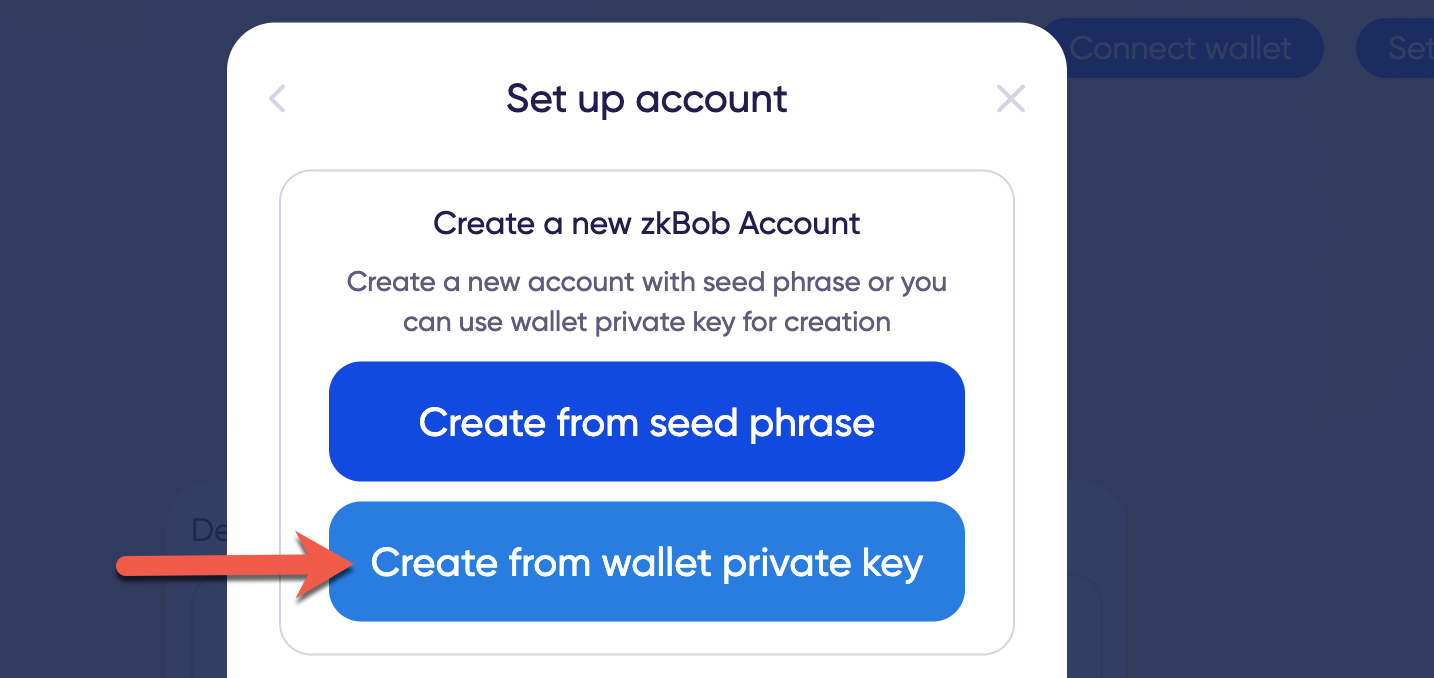 Connect wallet
Set
Set up account
Create a new zkBob Account
Create a new account with seed phrase or you
can use wallet private key for creation
Create from seed phrase
De
Create from wallet private key